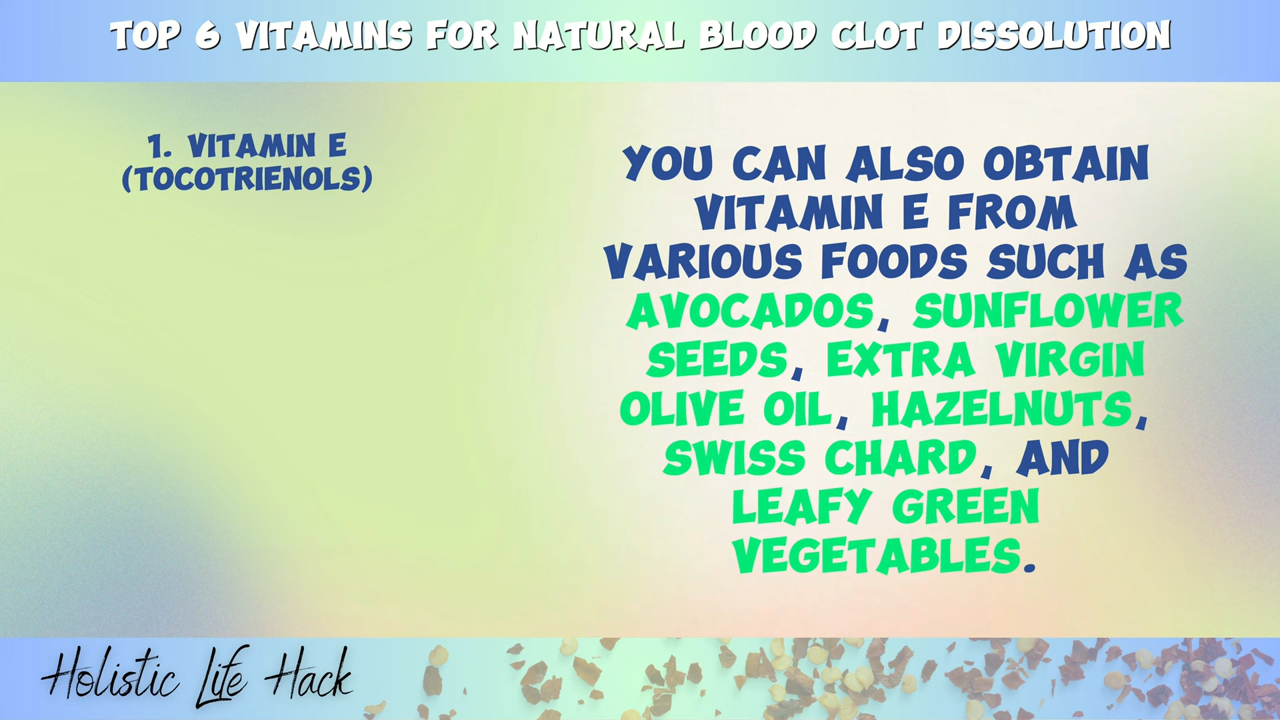 TOP 6 VITAMINS FOR NATURAL BLOOD CLOT DISSOLUTION
1. VITAMIN E
(TOCOTRIENOLS)
YOU CAN ALSO OBTAIN
VITAMIN E FROM
VARIOUS FOODS SUCH AS
AVOCADOS, SUNFLOWER
SEEDS, EXTRA VIRGIN
OLIVE OIL, HAZELNUTS,
SWISS CHARD, AND
LEAFY GREEN
VEGETABLES.
Holistic Life Hack